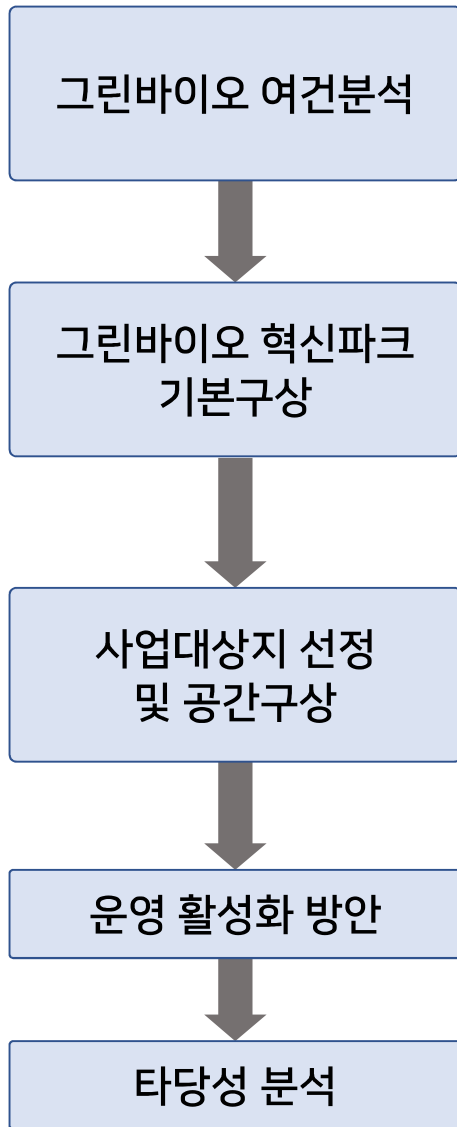 그린바이오 여건분석
그린바이오 혁신파크
기본구상
사업대상지 선정
및 공간구상
운영 활성화 방안
타당성 분석